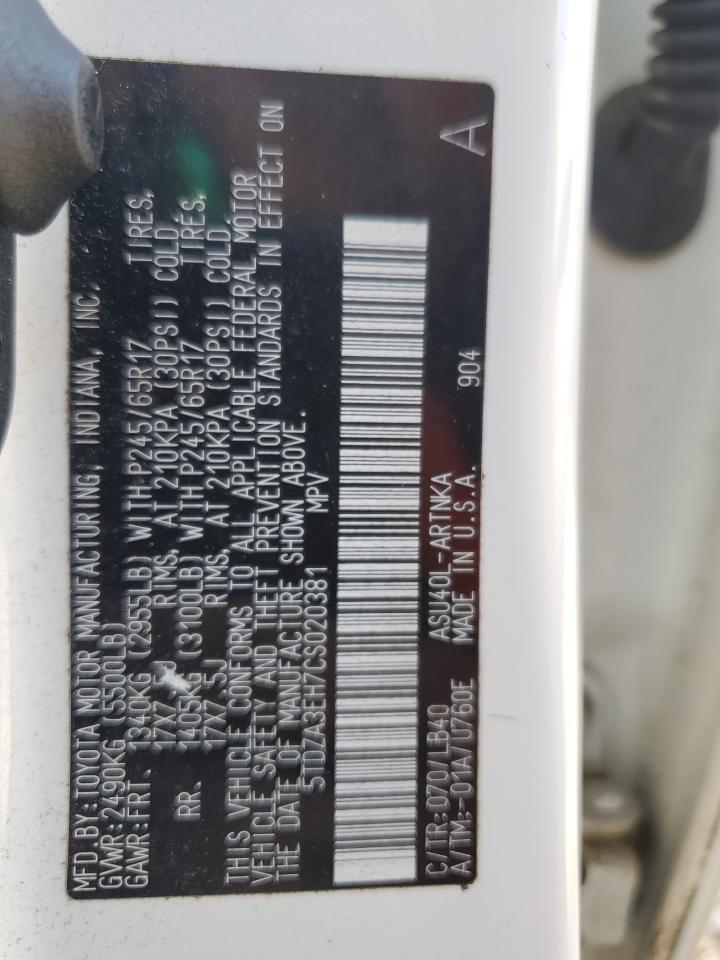 MFD.BY:TOYOTA MOTOR MANUFACTURING, INDIANA, INC.
GVWR:2490KG (5500LB)
GAWR:FRT. 1340KG (2955LB) WITH P245/65R17 TIRES,
17X7. RIMS, AT 210KPA (30PSI) COLD.
RR. 1405KG (3100LB) WITH P245/65R17 TIRES,
17X7.5J RIMS, AT 210KPA (30PSI) COLD.
THIS VEHICLE CONFORMS TO ALL APPLICABLE FEDERAL MOTOR
VEHICLE SAFETY AND THEFT PREVENTION STANDARDS IN EFFECT ON
THE DATE OF MANUFACTURE SHOWN ABOVE.
5TDZA3EH7CS020381 MPV
C/TR:070/LB40 ASU40L-ARTNKA A
A/TM:-01A/0760E MADE IN U.S.A. 904